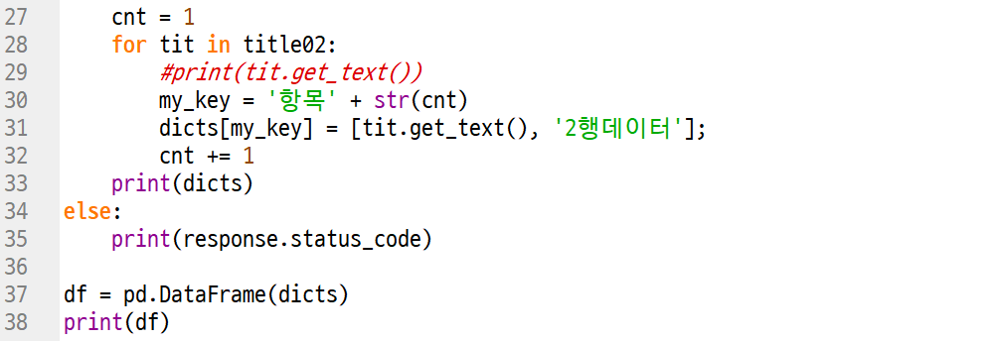 27 cnt = 1
28 for tit in title02:
29 #print(tit.get_text())
30 my_key = '항목' + str(cnt)
31 dicts[my_key] = [tit.get_text(), '2행데이터'];
32 cnt += 1
33 print(dicts)
34 else:
35 print(response.status_code)
36
37 df = pd.DataFrame(dicts)
38 print(df)